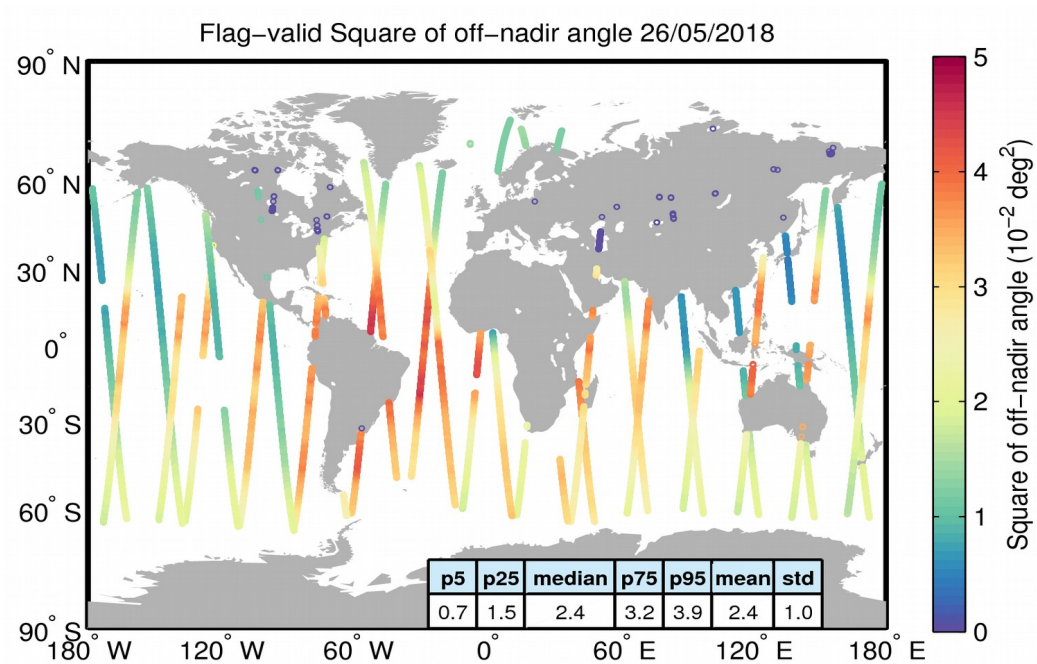 Flag−valid Square of off−nadir angle 26/05/2018
90° N
60° N
30° N
0°
30° S
60° S
90° S
180° W
120° W
60° W
0°
60° E
120° E
180° E
p5 p25 median p75 p95 mean std
0.7 1.5 2.4 3.2 3.9 2.4 1.0
5
4
3
2
1
0
Square of off−nadir angle (10⁻² deg²)